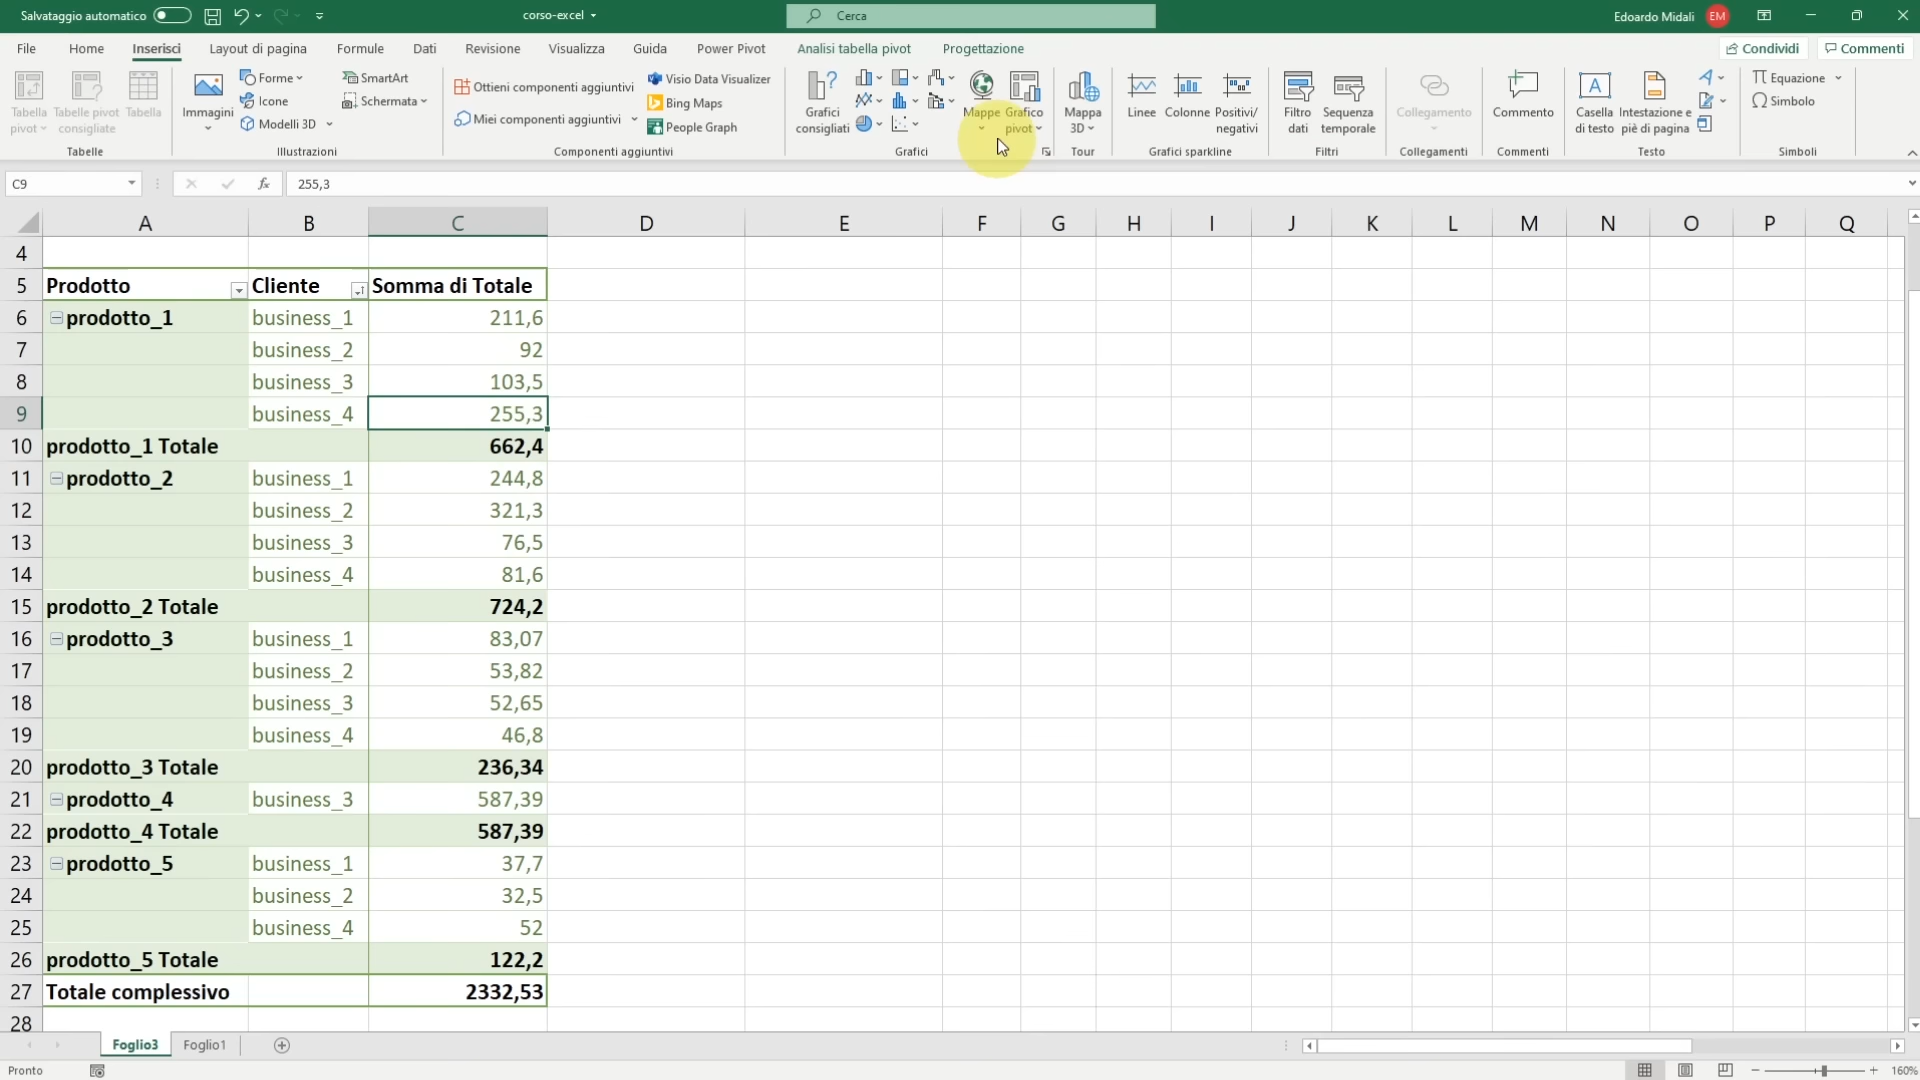 Salvataggio automatico
corso-excel
Cerca
Edoardo Midali
EM
File
Home
Inserisci
Layout di pagina
Formule
Dati
Revisione
Visualizza
Guida
Power Pivot
Analisi tabella pivot
Progettazione
Condividi
Commenti
Tabella pivot
Tabelle pivot consigliate
Tabella
Tabelle
Immagini
Forme
Icone
Modelli 3D
SmartArt
Schermata
Illustrazioni
Ottieni componenti aggiuntivi
Miei componenti aggiuntivi
Visio Data Visualizer
Bing Maps
People Graph
Componenti aggiuntivi
Grafici consigliati
Mappe
Grafico pivot
Grafici
Mappa 3D
Tour
Linee
Colonne
Positivi/ negativi
Grafici sparkline
Filtro dati
Sequenza temporale
Filtri
Collegamento
Collegamenti
Commento
Commenti
Casella di testo
Intestazione e piè di pagina
Testo
Equazione
Simbolo
Simboli
C9
fx
255,3
A B C D E F G H I J K L M N O P Q
4
5 Prodotto Cliente Somma di Totale
6 prodotto_1 business_1 211,6
7 business_2 92
8 business_3 103,5
9 business_4 255,3
10 prodotto_1 Totale 662,4
11 prodotto_2 business_1 244,8
12 business_2 321,3
13 business_3 76,5
14 business_4 81,6
15 prodotto_2 Totale 724,2
16 prodotto_3 business_1 83,07
17 business_2 53,82
18 business_3 52,65
19 business_4 46,8
20 prodotto_3 Totale 236,34
21 prodotto_4 business_3 587,39
22 prodotto_4 Totale 587,39
23 prodotto_5 business_1 37,7
24 business_2 32,5
25 business_4 52
26 prodotto_5 Totale 122,2
27 Totale complessivo 2332,53
28
Foglio3
Foglio1
Pronto
160%